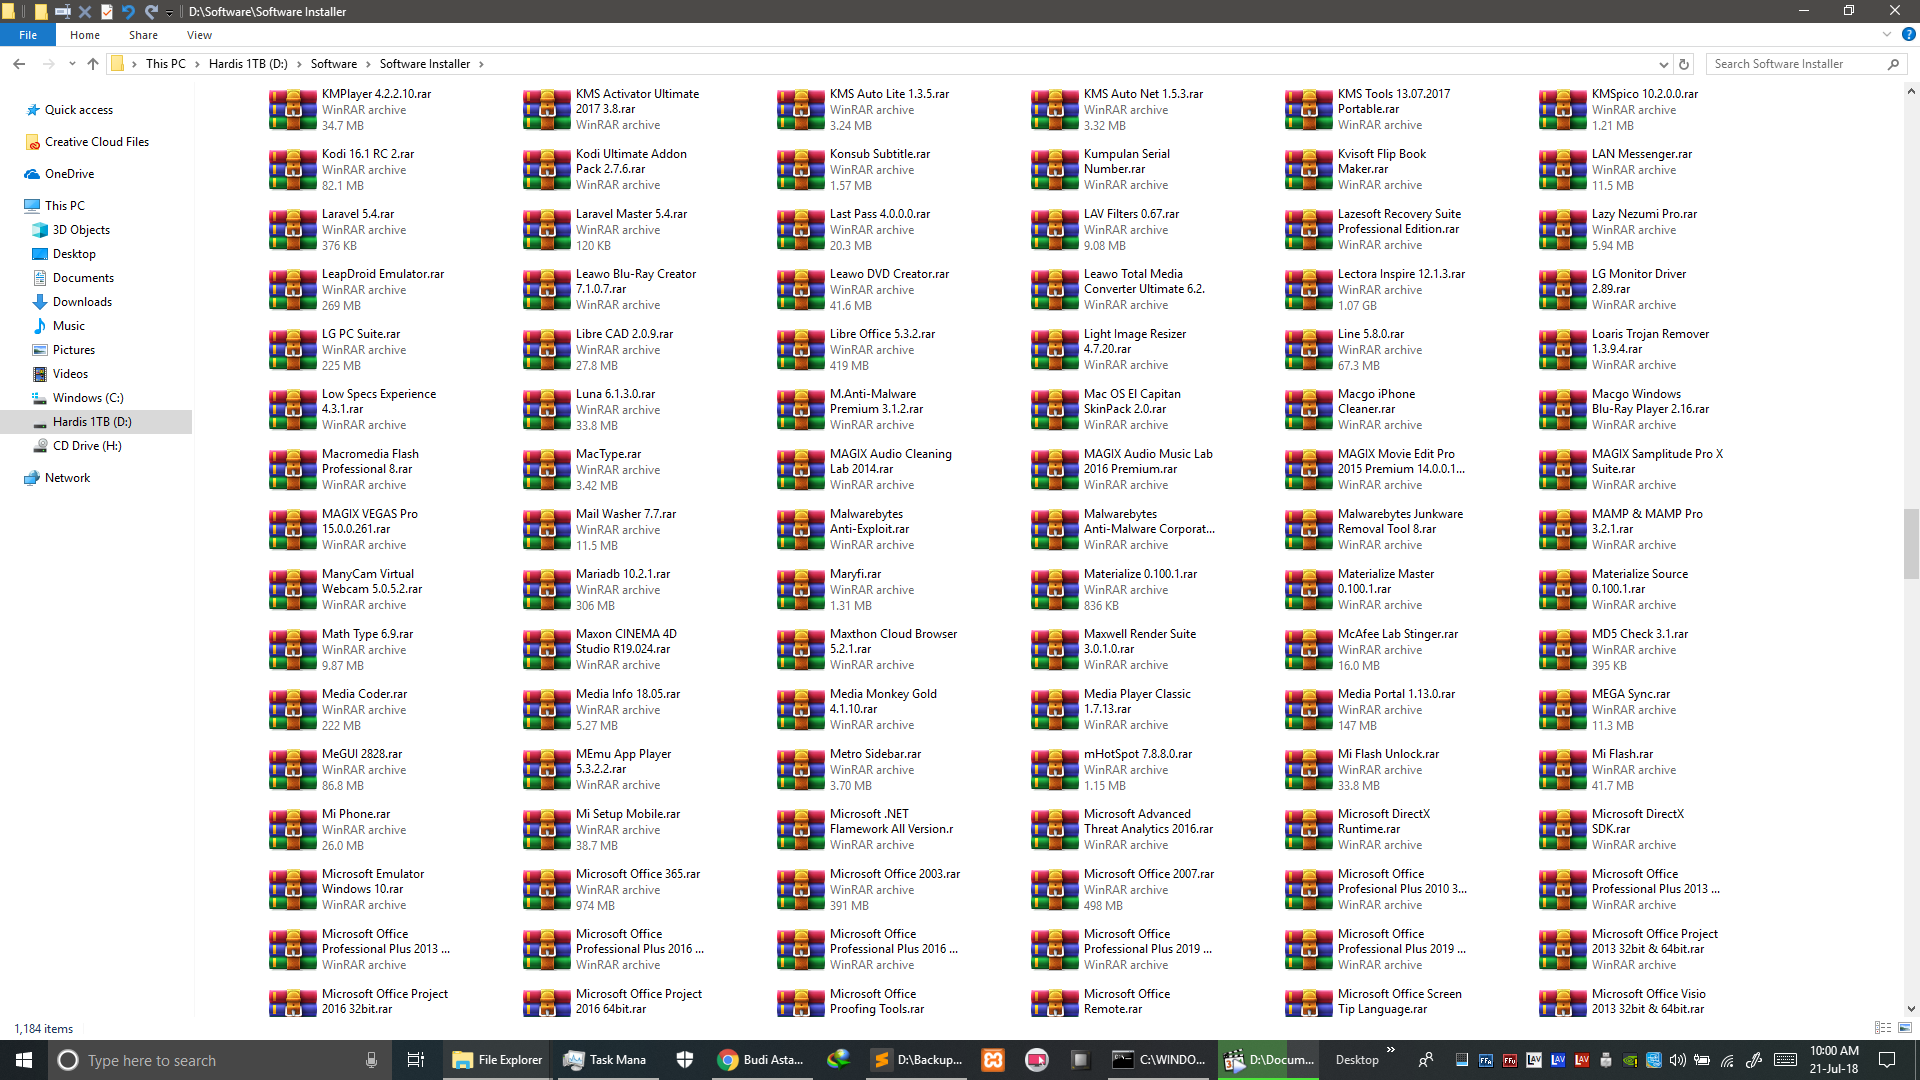 D:\Software\Software Installer
File
Home
Share
View
This PC
Hardis 1TB (D:)
Software
Software Installer
Search Software Installer
Quick access
Creative Cloud Files
OneDrive
This PC
3D Objects
Desktop
Documents
Downloads
Music
Pictures
Videos
Windows (C:)
Hardis 1TB (D:)
CD Drive (H:)
Network
KMPlayer 4.2.2.10.rar
WinRAR archive
34.7 MB
KMS Activator Ultimate
2017 3.8.rar
WinRAR archive
KMS Auto Lite 1.3.5.rar
WinRAR archive
3.24 MB
KMS Auto Net 1.5.3.rar
WinRAR archive
3.32 MB
KMS Tools 13.07.2017
Portable.rar
WinRAR archive
KMSpico 10.2.0.0.rar
WinRAR archive
1.21 MB
Kodi 16.1 RC 2.rar
WinRAR archive
82.1 MB
Kodi Ultimate Addon
Pack 2.7.6.rar
WinRAR archive
Konsub Subtitle.rar
WinRAR archive
1.57 MB
Kumpulan Serial
Number.rar
WinRAR archive
Kvisoft Flip Book
Maker.rar
WinRAR archive
LAN Messenger.rar
WinRAR archive
11.5 MB
Laravel 5.4.rar
WinRAR archive
376 KB
Laravel Master 5.4.rar
WinRAR archive
120 KB
Last Pass 4.0.0.0.rar
WinRAR archive
20.3 MB
LAV Filters 0.67.rar
WinRAR archive
9.08 MB
Lazesoft Recovery Suite
Professional Edition.rar
WinRAR archive
Lazy Nezumi Pro.rar
WinRAR archive
5.94 MB
LeapDroid Emulator.rar
WinRAR archive
269 MB
Leawo Blu-Ray Creator
7.1.0.7.rar
WinRAR archive
Leawo DVD Creator.rar
WinRAR archive
41.6 MB
Leawo Total Media
Converter Ultimate 6.2.
WinRAR archive
Lectora Inspire 12.1.3.rar
WinRAR archive
1.07 GB
LG Monitor Driver
2.89.rar
WinRAR archive
LG PC Suite.rar
WinRAR archive
225 MB
Libre CAD 2.0.9.rar
WinRAR archive
27.8 MB
Libre Office 5.3.2.rar
WinRAR archive
419 MB
Light Image Resizer
4.7.20.rar
WinRAR archive
Line 5.8.0.rar
WinRAR archive
67.3 MB
Loaris Trojan Remover
1.3.9.4.rar
WinRAR archive
Low Specs Experience
4.3.1.rar
WinRAR archive
Luna 6.1.3.0.rar
WinRAR archive
33.8 MB
M.Anti-Malware
Premium 3.1.2.rar
WinRAR archive
Mac OS El Capitan
SkinPack 2.0.rar
WinRAR archive
Macgo iPhone
Cleaner.rar
WinRAR archive
Macgo Windows
Blu-Ray Player 2.16.rar
WinRAR archive
Macromedia Flash
Professional 8.rar
WinRAR archive
MacType.rar
WinRAR archive
3.42 MB
MAGIX Audio Cleaning
Lab 2014.rar
WinRAR archive
MAGIX Audio Music Lab
2016 Premium.rar
WinRAR archive
MAGIX Movie Edit Pro
2015 Premium 14.0.0.1...
WinRAR archive
MAGIX Samplitude Pro X
Suite.rar
WinRAR archive
MAGIX VEGAS Pro
15.0.0.261.rar
WinRAR archive
Mail Washer 7.7.rar
WinRAR archive
11.5 MB
Malwarebytes
Anti-Exploit.rar
WinRAR archive
Malwarebytes
Anti-Malware Corporat...
WinRAR archive
Malwarebytes Junkware
Removal Tool 8.rar
WinRAR archive
MAMP & MAMP Pro
3.2.1.rar
WinRAR archive
ManyCam Virtual
Webcam 5.0.5.2.rar
WinRAR archive
Mariadb 10.2.1.rar
WinRAR archive
306 MB
Maryfi.rar
WinRAR archive
1.31 MB
Materialize 0.100.1.rar
WinRAR archive
836 KB
Materialize Master
0.100.1.rar
WinRAR archive
Materialize Source
0.100.1.rar
WinRAR archive
Math Type 6.9.rar
WinRAR archive
9.87 MB
Maxon CINEMA 4D
Studio R19.024.rar
WinRAR archive
Maxthon Cloud Browser
5.2.1.rar
WinRAR archive
Maxwell Render Suite
3.0.1.0.rar
WinRAR archive
McAfee Lab Stinger.rar
WinRAR archive
16.0 MB
MD5 Check 3.1.rar
WinRAR archive
395 KB
Media Coder.rar
WinRAR archive
222 MB
Media Info 18.05.rar
WinRAR archive
5.27 MB
Media Monkey Gold
4.1.10.rar
WinRAR archive
Media Player Classic
1.7.13.rar
WinRAR archive
Media Portal 1.13.0.rar
WinRAR archive
147 MB
MEGA Sync.rar
WinRAR archive
11.3 MB
MeGUI 2828.rar
WinRAR archive
86.8 MB
MEmu App Player
5.3.2.2.rar
WinRAR archive
Metro Sidebar.rar
WinRAR archive
3.70 MB
mHotSpot 7.8.8.0.rar
WinRAR archive
1.15 MB
Mi Flash Unlock.rar
WinRAR archive
33.8 MB
Mi Flash.rar
WinRAR archive
41.7 MB
Mi Phone.rar
WinRAR archive
26.0 MB
Mi Setup Mobile.rar
WinRAR archive
38.7 MB
Microsoft .NET
Flamework All Version.r
WinRAR archive
Microsoft Advanced
Threat Analytics 2016.rar
WinRAR archive
Microsoft DirectX
Runtime.rar
WinRAR archive
Microsoft DirectX
SDK.rar
WinRAR archive
Microsoft Emulator
Windows 10.rar
WinRAR archive
Microsoft Office 365.rar
WinRAR archive
974 MB
Microsoft Office 2003.rar
WinRAR archive
391 MB
Microsoft Office 2007.rar
WinRAR archive
498 MB
Microsoft Office
Profesional Plus 2010 3...
WinRAR archive
Microsoft Office
Professional Plus 2013 ...
WinRAR archive
Microsoft Office
Professional Plus 2013 ...
WinRAR archive
Microsoft Office
Professional Plus 2016 ...
WinRAR archive
Microsoft Office
Professional Plus 2016 ...
WinRAR archive
Microsoft Office
Professional Plus 2019 ...
WinRAR archive
Microsoft Office
Professional Plus 2019 ...
WinRAR archive
Microsoft Office Project
2013 32bit & 64bit.rar
WinRAR archive
Microsoft Office Project
2016 32bit.rar
Microsoft Office Project
2016 64bit.rar
Microsoft Office
Proofing Tools.rar
Microsoft Office
Remote.rar
Microsoft Office Screen
Tip Language.rar
Microsoft Office Visio
2013 32bit & 64bit.rar
1,184 items
Type here to search
File Explorer
Task Mana
Budi Asta...
D:\Backup...
C:\WINDO...
D:\Docum...
Desktop
10:00 AM
21-Jul-18